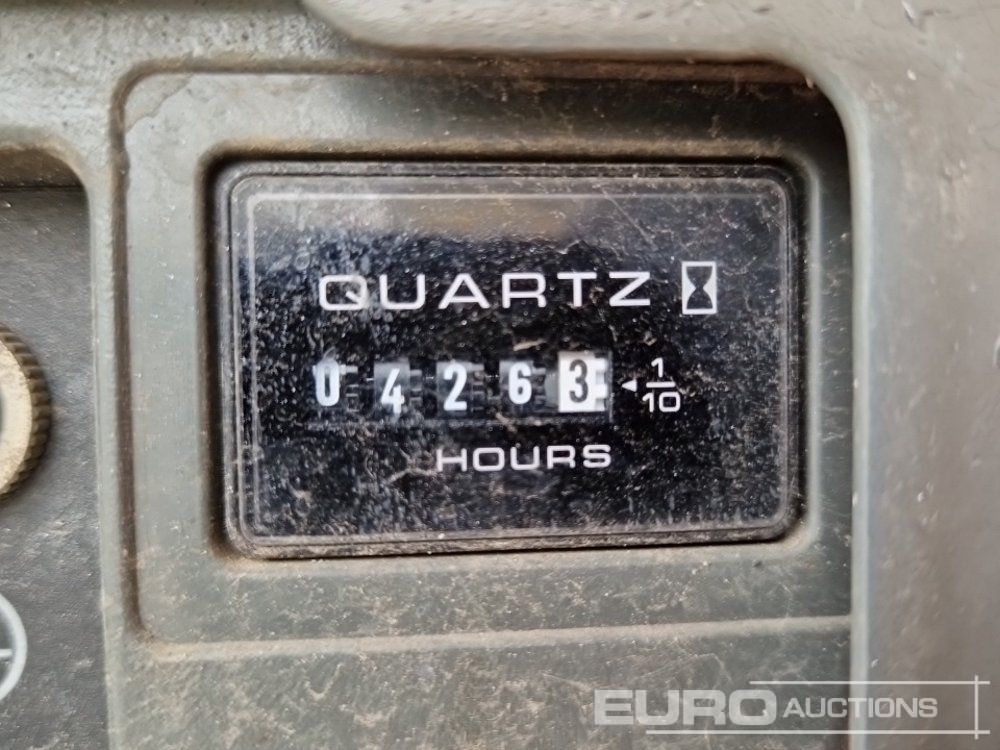 QUARTZ
04263 1/10
HOURS
EURO AUCTIONS